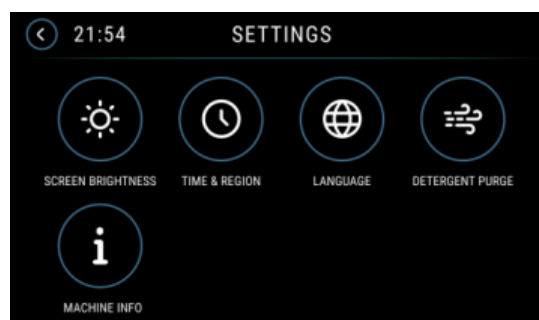 21:54 SETTINGS
SCREEN BRIGHTNESS TIME & REGION LANGUAGE DETERGENT PURGE
MACHINE INFO